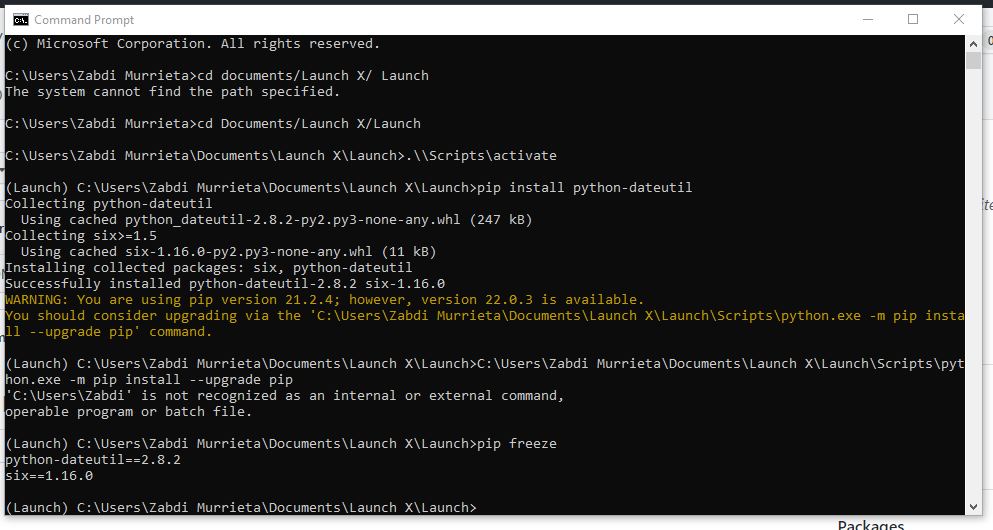 Command Prompt
(c) Microsoft Corporation. All rights reserved.
C:\Users\Zabdi Murrieta>cd documents/Launch X/ Launch
The system cannot find the path specified.
C:\Users\Zabdi Murrieta>cd Documents/Launch X/Launch
C:\Users\Zabdi Murrieta\Documents\Launch X\Launch>.\\Scripts\activate
(Launch) C:\Users\Zabdi Murrieta\Documents\Launch X\Launch>pip install python-dateutil
Collecting python-dateutil
  Using cached python_dateutil-2.8.2-py2.py3-none-any.whl (247 kB)
Collecting six>=1.5
  Using cached six-1.16.0-py2.py3-none-any.whl (11 kB)
Installing collected packages: six, python-dateutil
Successfully installed python-dateutil-2.8.2 six-1.16.0
WARNING: You are using pip version 21.2.4; however, version 22.0.3 is available.
You should consider upgrading via the 'C:\Users\Zabdi Murrieta\Documents\Launch X\Launch\Scripts\python.exe -m pip insta
ll --upgrade pip' command.
(Launch) C:\Users\Zabdi Murrieta\Documents\Launch X\Launch>C:\Users\Zabdi Murrieta\Documents\Launch X\Launch\Scripts\pyt
hon.exe -m pip install --upgrade pip
'C:\Users\Zabdi' is not recognized as an internal or external command,
operable program or batch file.
(Launch) C:\Users\Zabdi Murrieta\Documents\Launch X\Launch>pip freeze
python-dateutil==2.8.2
six==1.16.0
(Launch) C:\Users\Zabdi Murrieta\Documents\Launch X\Launch>
Packages